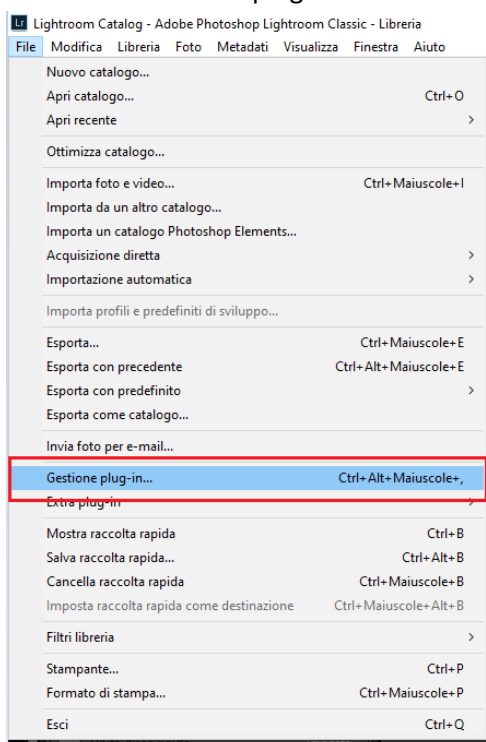 Lr Lightroom Catalog - Adobe Photoshop Lightroom Classic - Libreria
File Modifica Libreria Foto Metadati Visualizza Finestra Aiuto
Nuovo catalogo...
Apri catalogo... Ctrl+O
Apri recente >
Ottimizza catalogo...
Importa foto e video... Ctrl+Maiuscole+I
Importa da un altro catalogo...
Importa un catalogo Photoshop Elements...
Acquisizione diretta >
Importazione automatica >
Importa profili e predefiniti di sviluppo...
Esporta... Ctrl+Maiuscole+E
Esporta con precedente Ctrl+Alt+Maiuscole+E
Esporta con predefinito >
Esporta come catalogo...
Invia foto per e-mail...
Gestione plug-in... Ctrl+Alt+Maiuscole+,
Extra plug-in >
Mostra raccolta rapida Ctrl+B
Salva raccolta rapida... Ctrl+Alt+B
Cancella raccolta rapida Ctrl+Maiuscole+B
Imposta raccolta rapida come destinazione Ctrl+Maiuscole+Alt+B
Filtri libreria >
Stampante... Ctrl+P
Formato di stampa... Ctrl+Maiuscole+P
Esci Ctrl+Q